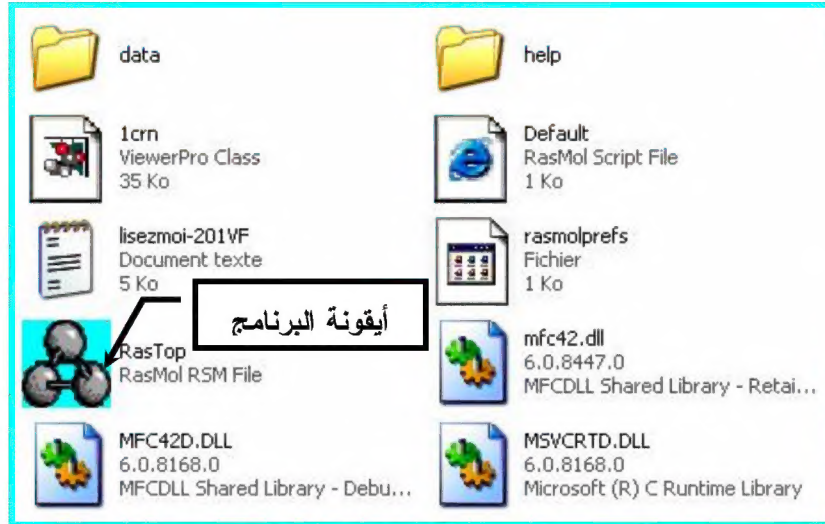 data
help
1crn
ViewerPro Class
35 Ko
Default
RasMol Script File
1 Ko
lisezmoi-201VF
Document texte
5 Ko
rasmolprefs
Fichier
1 Ko
أيقونة البرنامج
RasTop
RasMol RSM File
mfc42.dll
6.0.8447.0
MFCDLL Shared Library - Retai...
MFC42D.DLL
6.0.8168.0
MFCDLL Shared Library - Debu...
MSVCRTD.DLL
6.0.8168.0
Microsoft (R) C Runtime Library